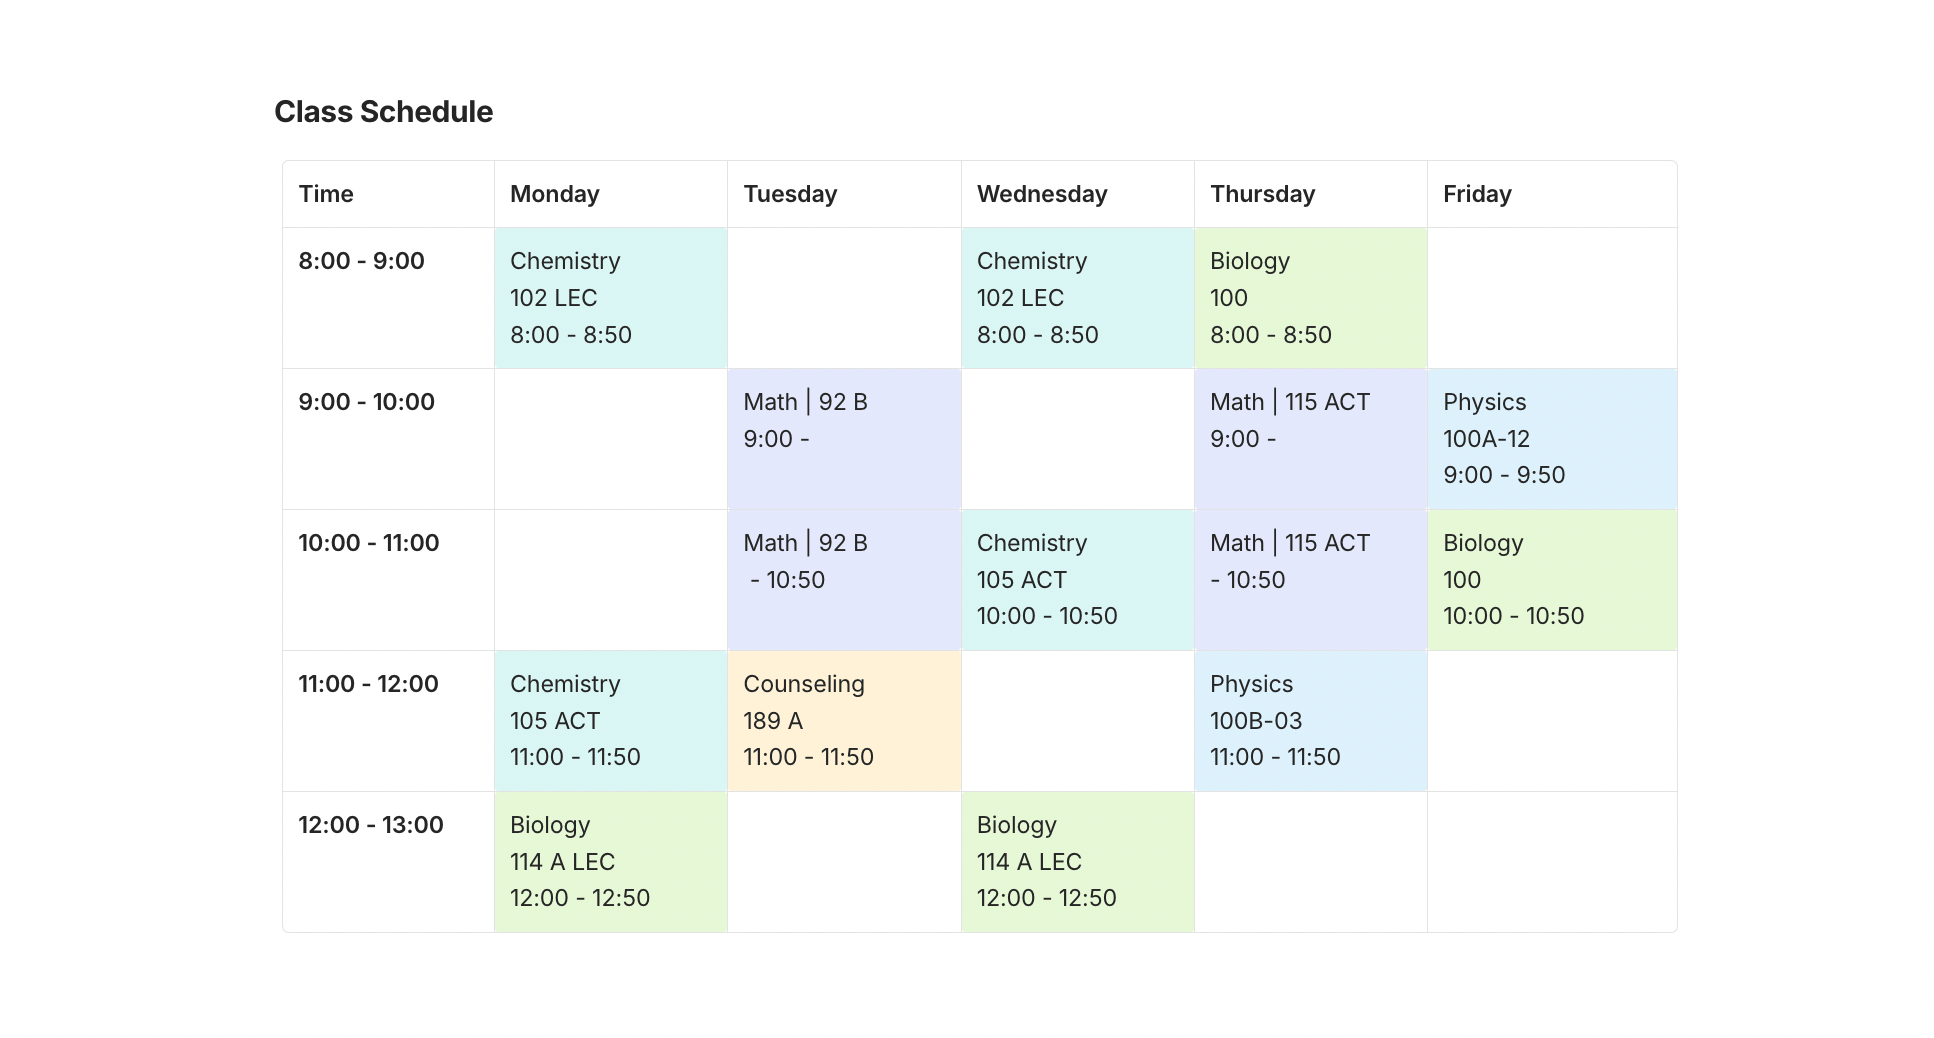 Class Schedule
Time
Monday
Tuesday
Wednesday
Thursday
Friday
8:00 - 9:00
Chemistry
102 LEC
8:00 - 8:50
Chemistry
102 LEC
8:00 - 8:50
Biology
100
8:00 - 8:50
9:00 - 10:00
Math | 92 B
9:00 -
Math | 115 ACT
9:00 -
Physics
100A-12
9:00 - 9:50
10:00 - 11:00
Math | 92 B
- 10:50
Chemistry
105 ACT
10:00 - 10:50
Math | 115 ACT
- 10:50
Biology
100
10:00 - 10:50
11:00 - 12:00
Chemistry
105 ACT
11:00 - 11:50
Counseling
189 A
11:00 - 11:50
Physics
100B-03
11:00 - 11:50
12:00 - 13:00
Biology
114 A LEC
12:00 - 12:50
Biology
114 A LEC
12:00 - 12:50